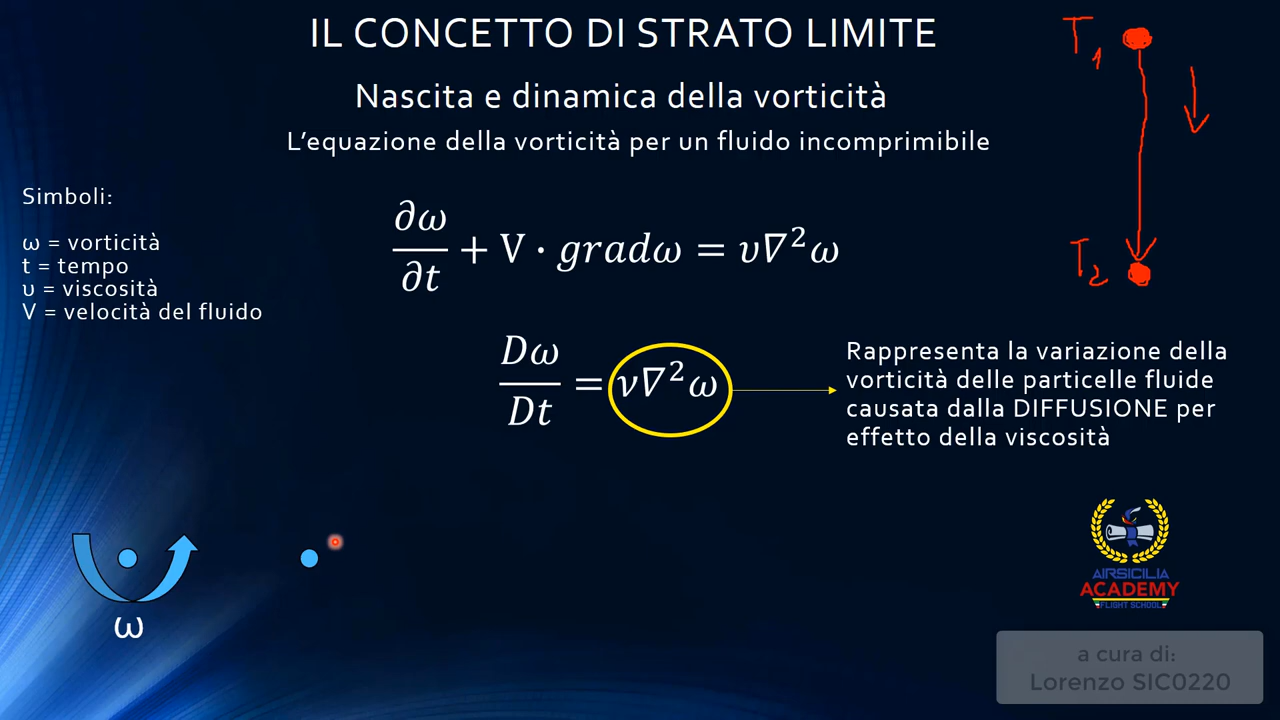 IL CONCETTO DI STRATO LIMITE
Nascita e dinamica della vorticità
L'equazione della vorticità per un fluido incomprimibile
Simboli:
ω = vorticità
t = tempo
υ = viscosità
V = velocità del fluido
∂ω/∂t + V · gradω = υ∇²ω
Dω/Dt = ν∇²ω
Rappresenta la variazione della
vorticità delle particelle fluide
causata dalla DIFFUSIONE per
effetto della viscosità
T1
T2
ω
AIRSICILIA
ACADEMY
FLIGHT SCHOOL
a cura di:
Lorenzo SIC0220